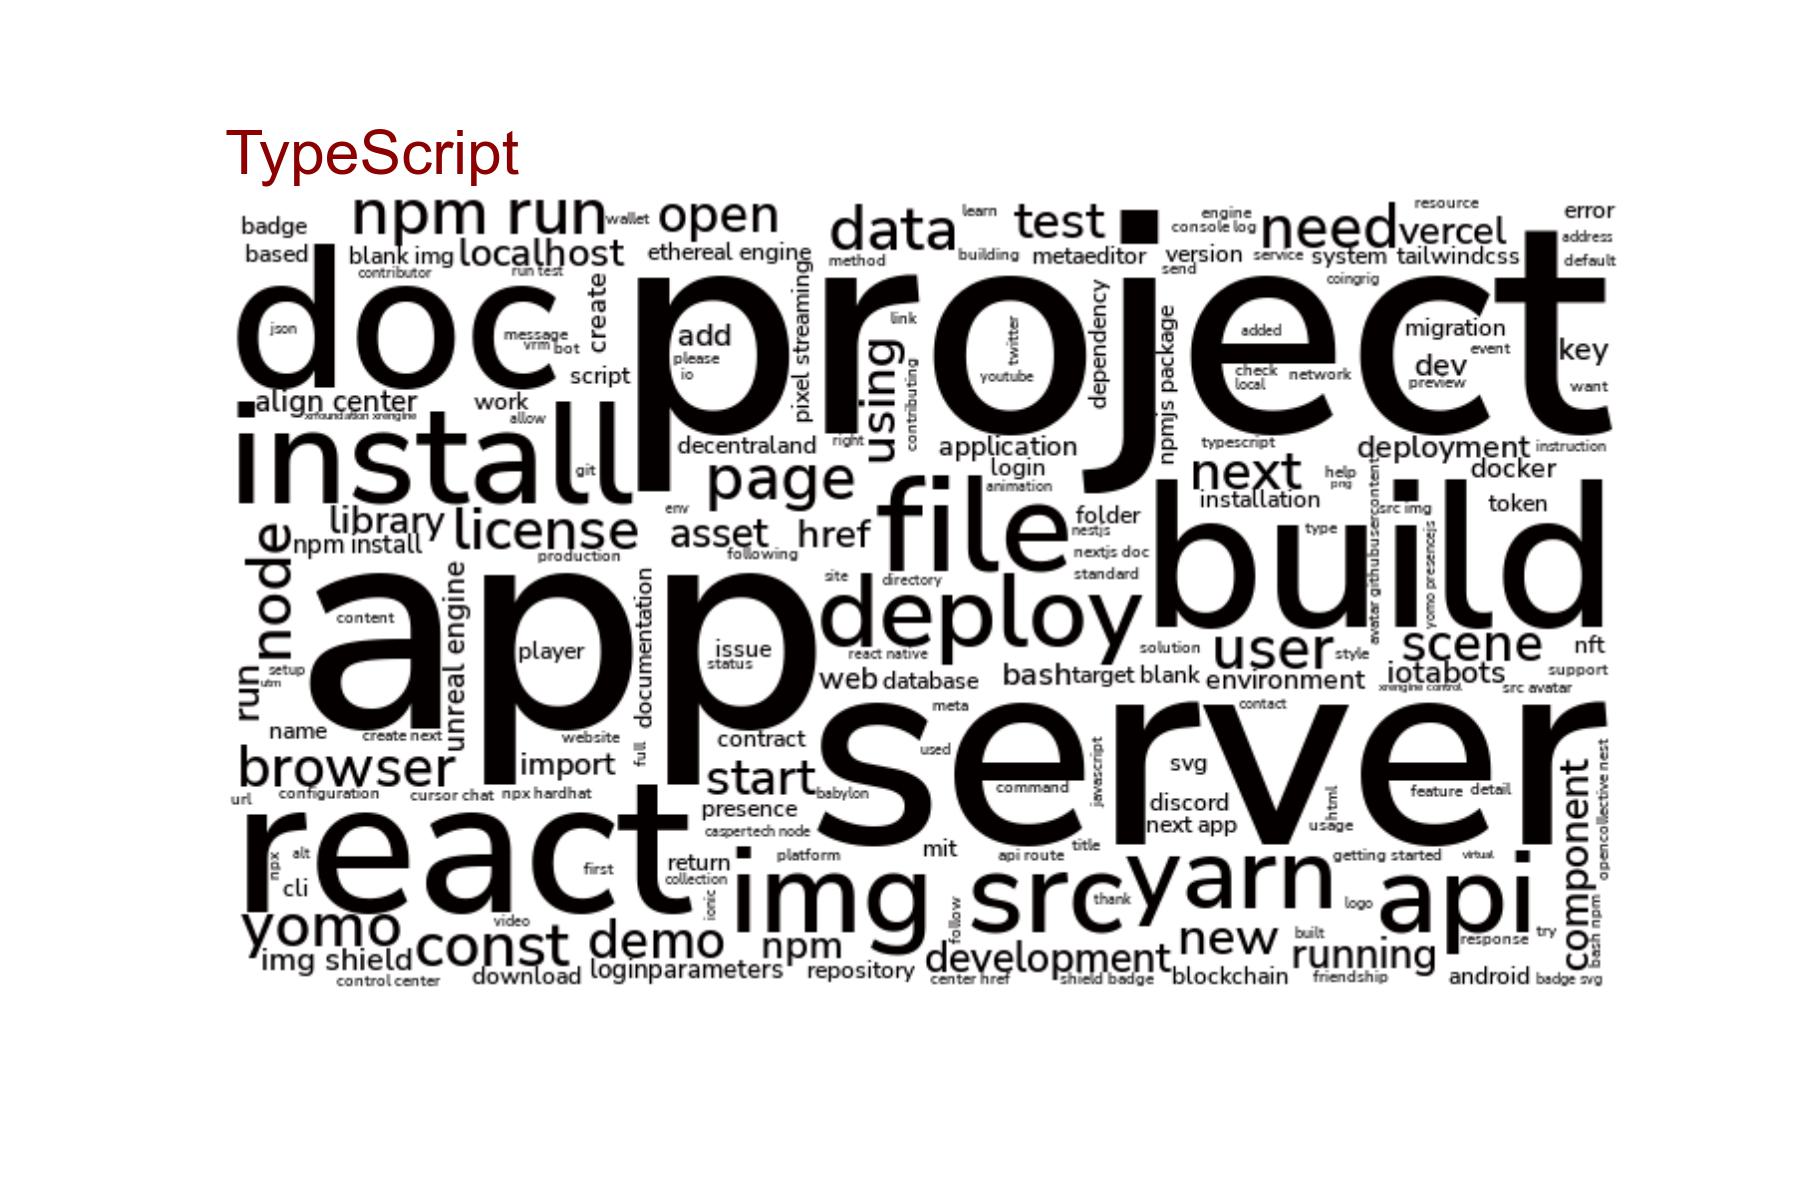 TypeScript
badge
npm run
wallet
open
data
learn
test
engine
console log
need
vercel
resource
error
address
based
blank img
localhost
ethereal engine
method
building
metaeditor
version
send
service
system
tailwindcss
default
contributor
run test
coingrig
doc
project
json
message
vrm
bot
create
script
add
please
io
pixel streaming
link
using
contributing
twitter
youtube
dependency
npmjs package
added
check
local
network
migration
event
dev
preview
key
want
align center
xrfoundation xrengine
work
allow
install
git
decentraland
right
application
typescript
deployment
instruction
page
login
animation
next
help
png
docker
installation
src img
token
library
license
npm install
production
env
asset
href
following
file
folder
nestjs
nextjs doc
standard
build
type
avatar githubusercontent
yomo presencejs
node
app
content
unreal engine
player
documentation
issue
status
site
directory
deploy
react native
solution
user
style
scene
nft
run
setup
utm
web
database
bash
target blank
environment
iotabots
support
xrengine control
src avatar
name
create next
website
full
contract
meta
server
used
contact
browser
import
start
babylon
command
javascript
svg
discord
next app
html
usage
feature
detail
component
opencollective nest
url
configuration
cursor chat
npx hardhat
presence
caspertech node
react
npx
alt
cli
first
return
collection
ionic
platform
mit
api route
title
getting started
virtual
img src
thank
yarn
logo
api
follow
yomo
video
const
demo
npm
new
built
running
response
try
bash npm
img shield
control center
download
loginparameters
repository
development
center href
shield badge
blockchain
friendship
android
badge svg